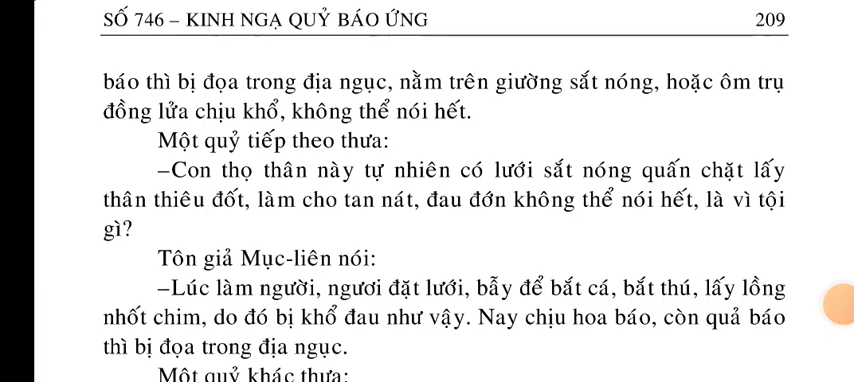 SỐ 746 – KINH NGẠ QUỶ BÁO ỨNG 209
báo thì bị đọa trong địa ngục, nằm trên giường sắt nóng, hoặc ôm trụ
đồng lửa chịu khổ, không thể nói hết.
Một quỷ tiếp theo thưa:
–Con thọ thân này tự nhiên có lưới sắt nóng quấn chặt lấy
thân thiêu đốt, làm cho tan nát, đau đớn không thể nói hết, là vì tội
gì?
Tôn giả Mục-liên nói:
–Lúc làm người, ngươi đặt lưới, bẫy để bắt cá, bắt thú, lấy lồng
nhốt chim, do đó bị khổ đau như vậy. Nay chịu hoa báo, còn quả báo
thì bị đọa trong địa ngục.
Một quỷ khác thưa: